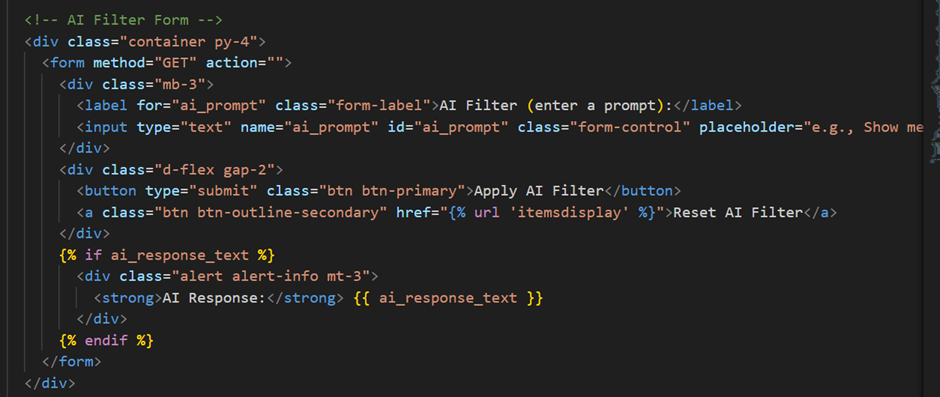 <!-- AI Filter Form -->
<div class="container py-4">
<form method="GET" action="">
<div class="mb-3">
<label for="ai_prompt" class="form-label">AI Filter (enter a prompt):</label>
<input type="text" name="ai_prompt" id="ai_prompt" class="form-control" placeholder="e.g., Show me
</div>
<div class="d-flex gap-2">
<button type="submit" class="btn btn-primary">Apply AI Filter</button>
<a class="btn btn-outline-secondary" href="{% url 'itemsdisplay' %}">Reset AI Filter</a>
</div>
{% if ai_response_text %}
<div class="alert alert-info mt-3">
<strong>AI Response:</strong> {{ ai_response_text }}
</div>
{% endif %}
</form>
</div>